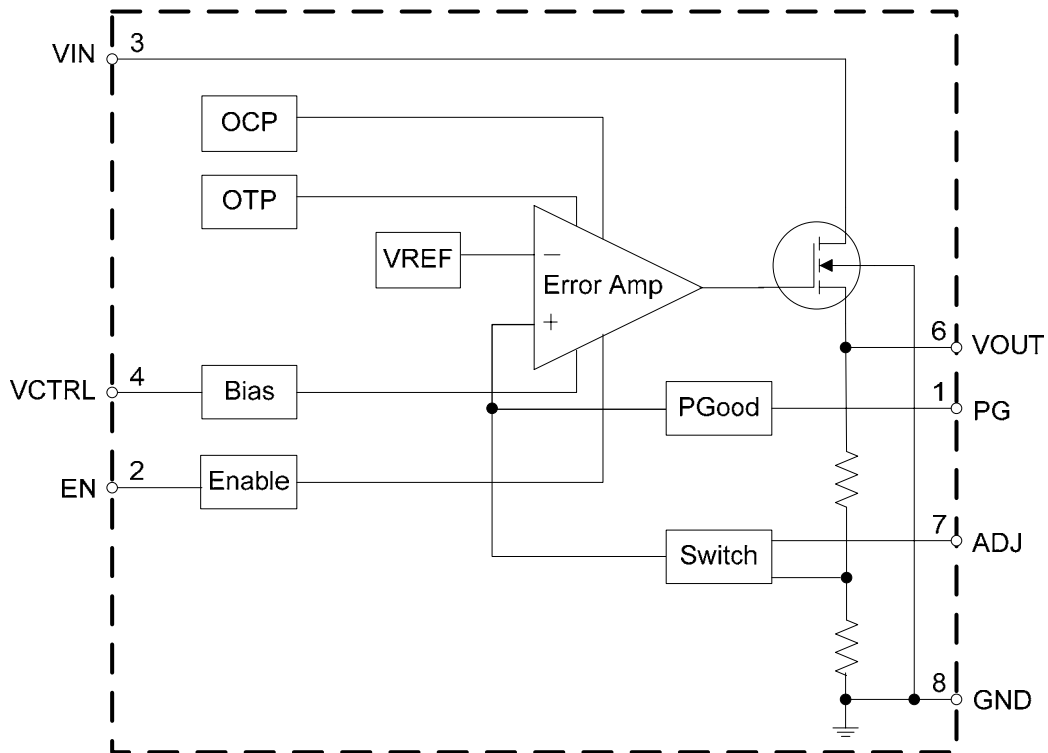 VIN
3
OCP
OTP
VREF
−
Error Amp
+
6
VOUT
VCTRL
4
Bias
PGood
1
PG
EN
2
Enable
7
ADJ
Switch
8
GND